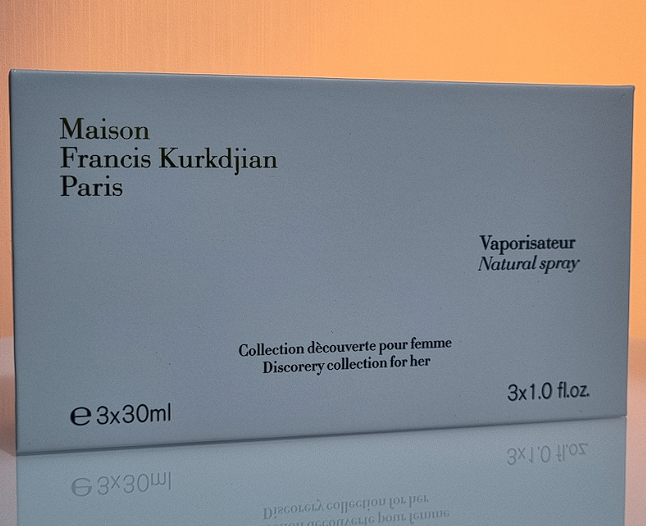 Maison
Francis Kurkdjian
Paris
Vaporisateur
Natural spray
Collection dècouverte pour femme
Discorery collection for her
℮ 3x30ml
3x1.0 fl.oz.